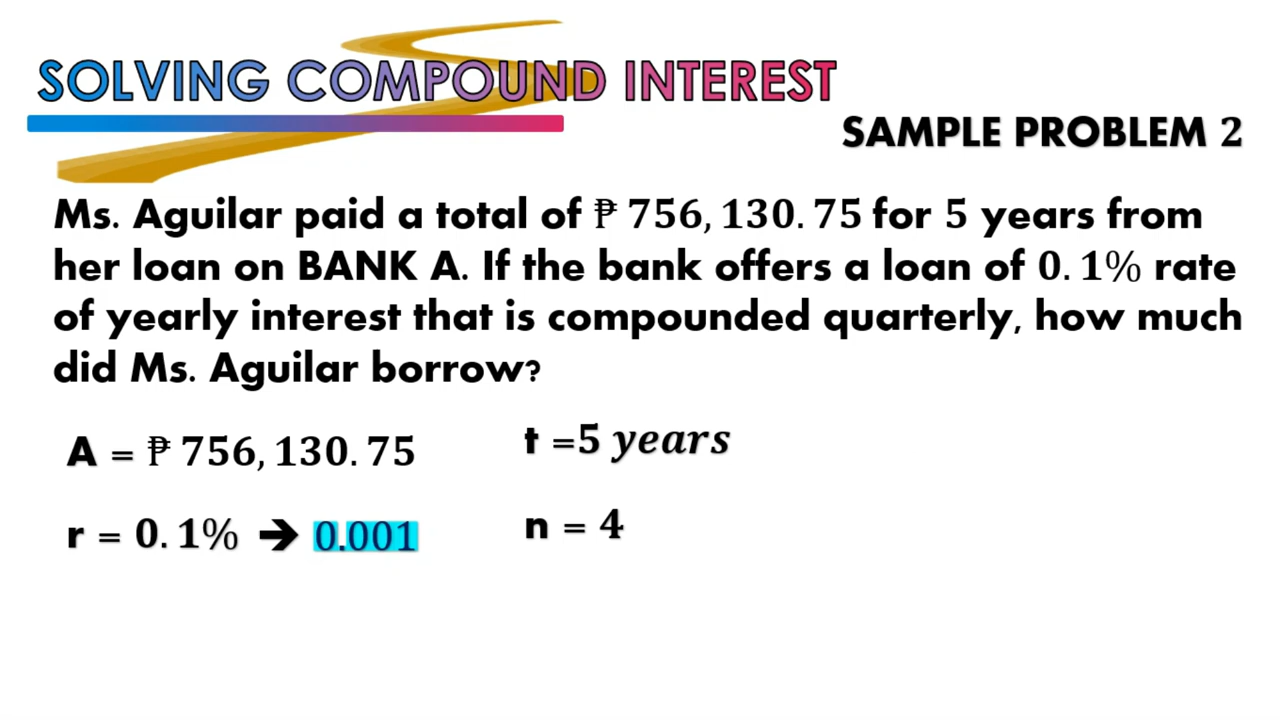 SOLVING COMPOUND INTEREST
SAMPLE PROBLEM 2
Ms. Aguilar paid a total of ₱ 756,130.75 for 5 years from
her loan on BANK A. If the bank offers a loan of 0.1% rate
of yearly interest that is compounded quarterly, how much
did Ms. Aguilar borrow?
A = ₱ 756,130.75
t =5 years
r = 0.1% ➔ 0.001
n = 4